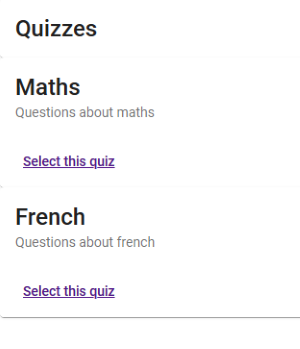 Quizzes
Maths
Questions about maths
Select this quiz
French
Questions about french
Select this quiz